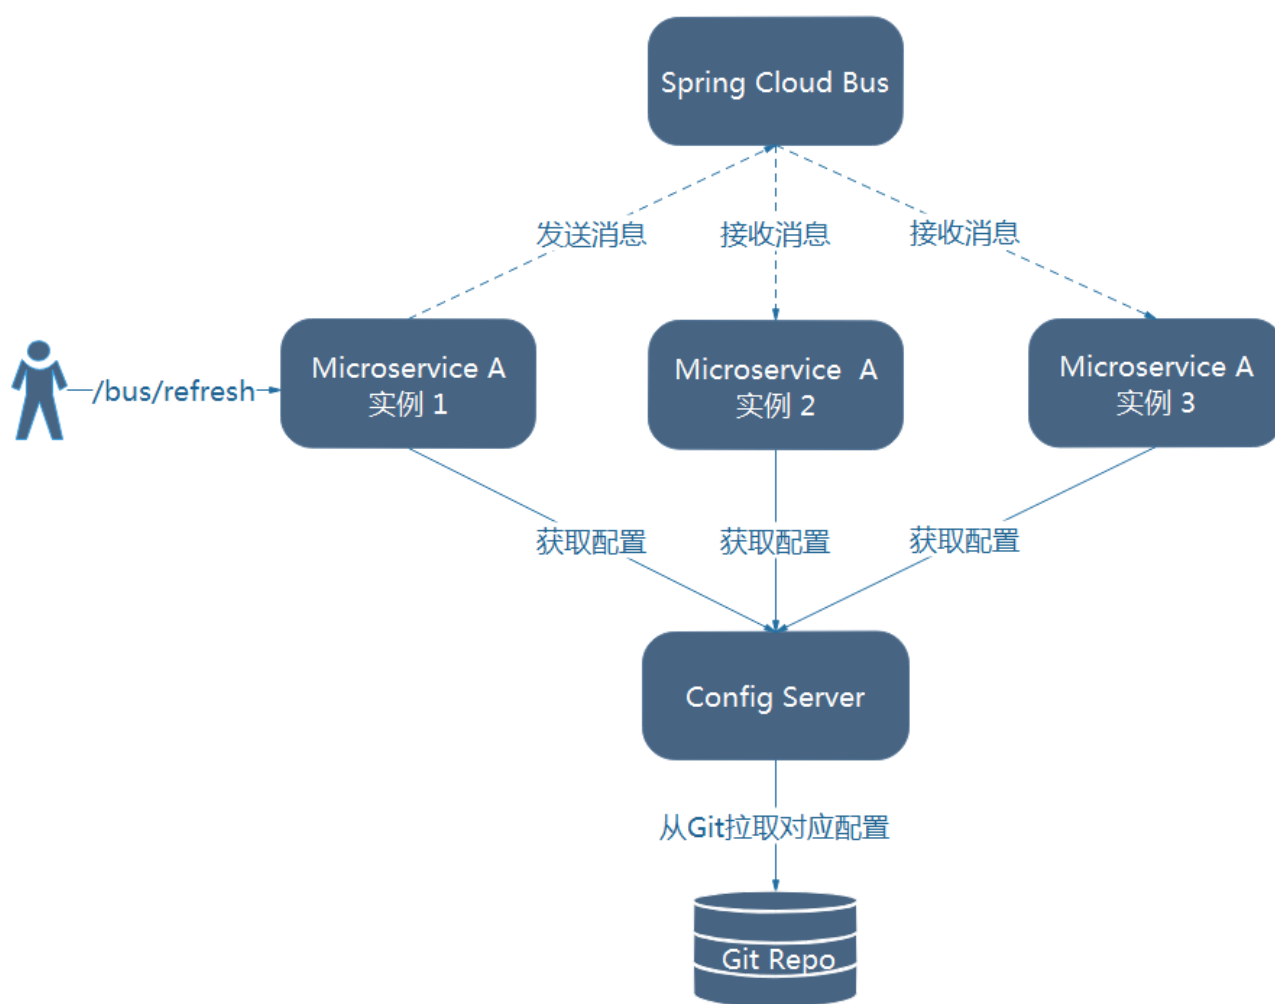 Spring Cloud Bus
发送消息
接收消息
接收消息
/bus/refresh
Microservice A
实例 1
Microservice A
实例 2
Microservice A
实例 3
获取配置
获取配置
获取配置
Config Server
从Git拉取对应配置
Git Repo